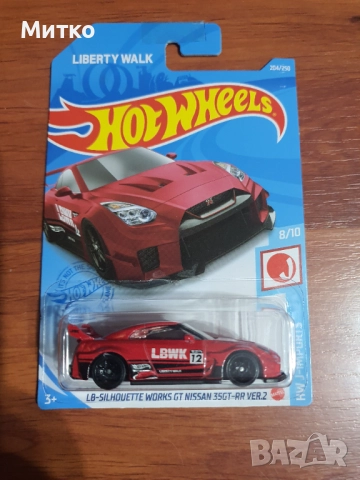 Митко
LIBERTY WALK
204/250
HOT WHEELS
8/10
J
HW J-IMPORTS
LBWK
12
3+
LB-SILHOUETTE WORKS GT NISSAN 35GT-RR VER.2
BAZAR
bg